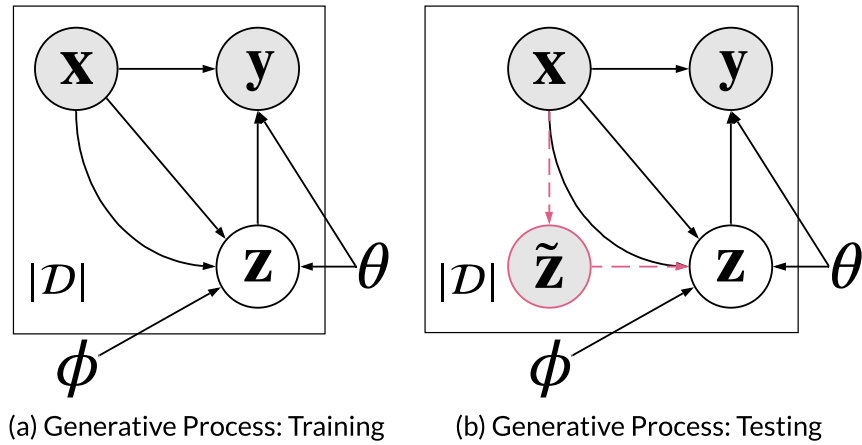 x y
z
|𝒟| θ
ϕ
(a) Generative Process: Training
x y
z̃ z
|𝒟| θ
ϕ
(b) Generative Process: Testing